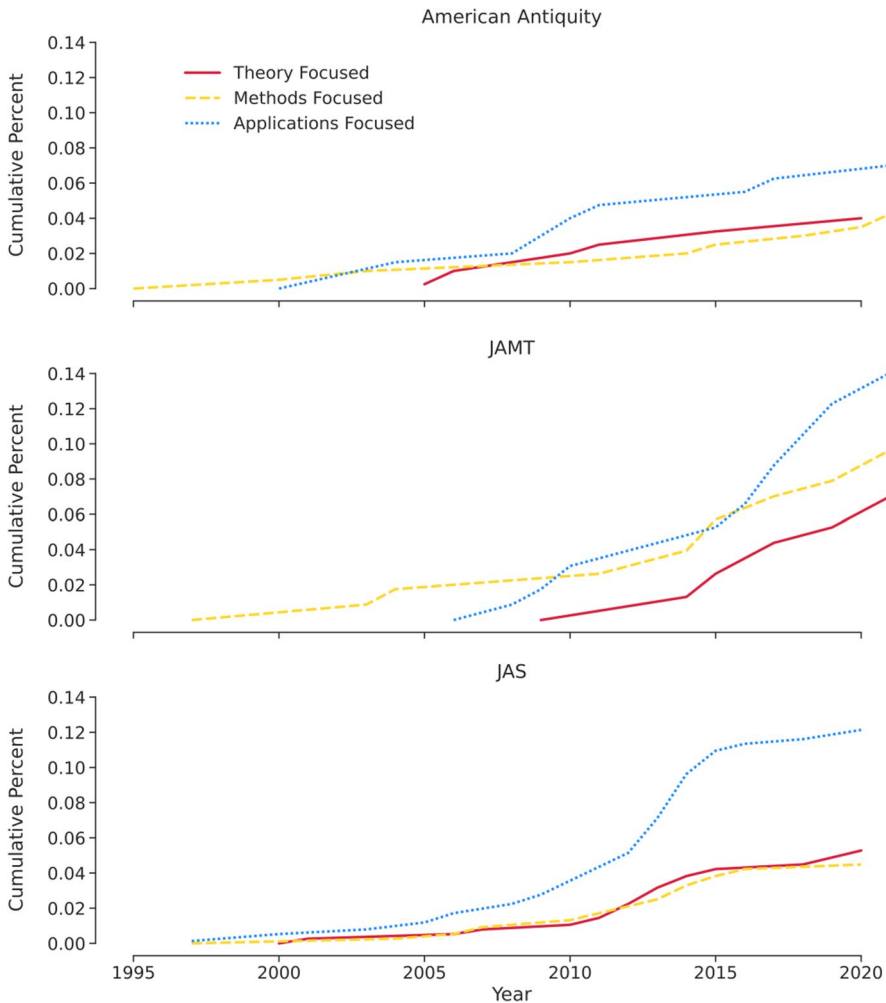 American Antiquity
Cumulative Percent
0.14
0.12
0.10
0.08
0.06
0.04
0.02
0.00
Theory Focused
Methods Focused
Applications Focused
JAMT
Cumulative Percent
0.14
0.12
0.10
0.08
0.06
0.04
0.02
0.00
JAS
Cumulative Percent
0.14
0.12
0.10
0.08
0.06
0.04
0.02
0.00
1995 2000 2005 2010 2015 2020
Year